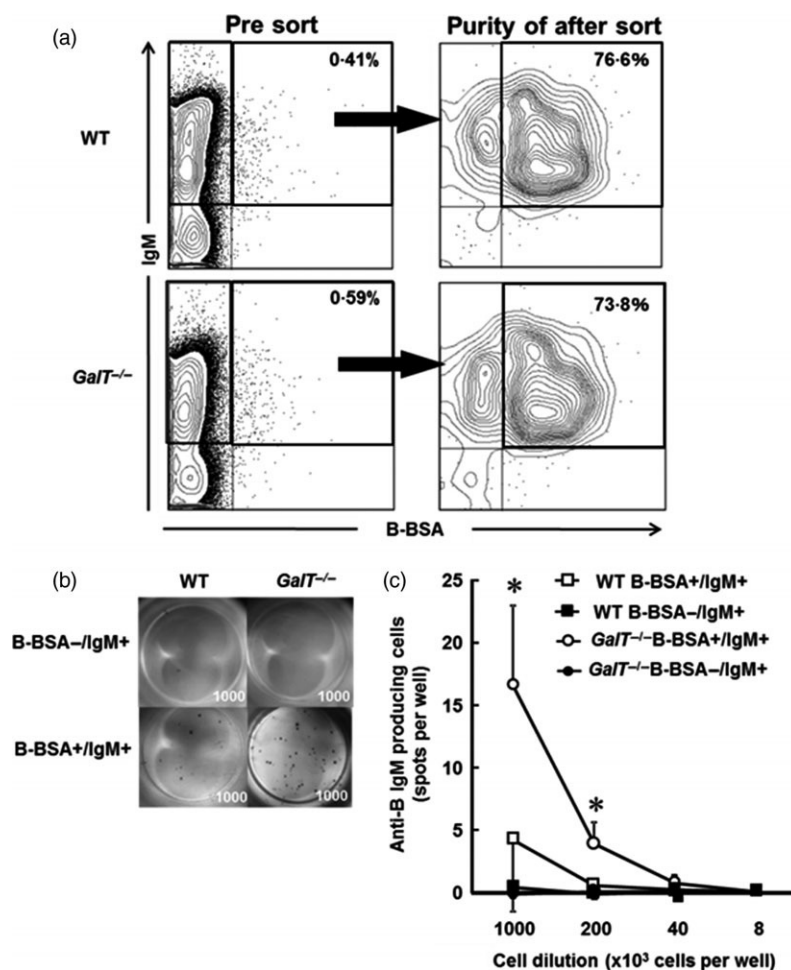 (a)
Pre sort
Purity of after sort
WT
0·41%
76·6%
IgM
GalT–/–
0·59%
73·8%
B-BSA
(b)
WT
GalT–/–
B-BSA–/IgM+
1000
1000
B-BSA+/IgM+
1000
1000
(c)
Anti-B IgM producing cells
(spots per well)
25
20
15
10
5
0
*
*
WT B-BSA+/IgM+
WT B-BSA–/IgM+
GalT–/–B-BSA+/IgM+
GalT–/–B-BSA–/IgM+
1000
200
40
8
Cell dilution (x10³ cells per well)